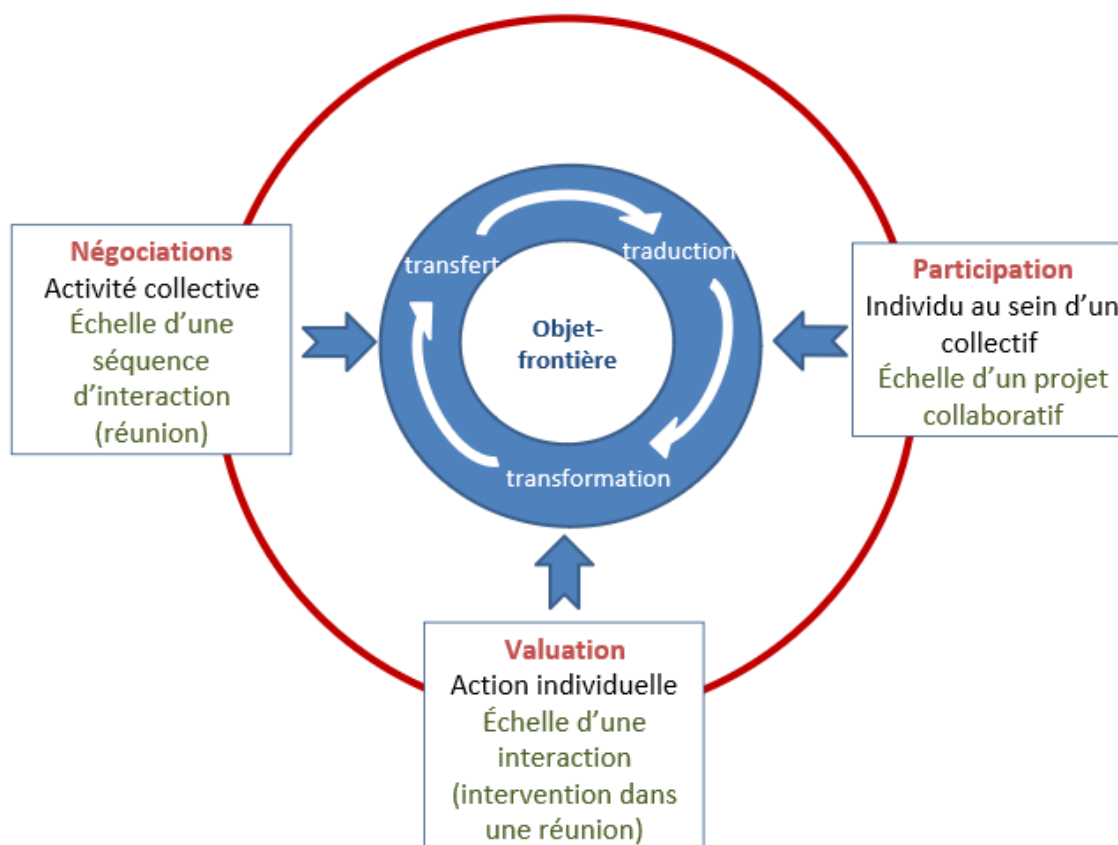 Négociations
Activité collective
Échelle d’une
séquence
d’interaction
(réunion)
transfert
traduction
Objet-
frontière
transformation
Participation
Individu au sein d’un
collectif
Échelle d’un projet
collaboratif
Valuation
Action individuelle
Échelle d’une
interaction
(intervention dans
une réunion)